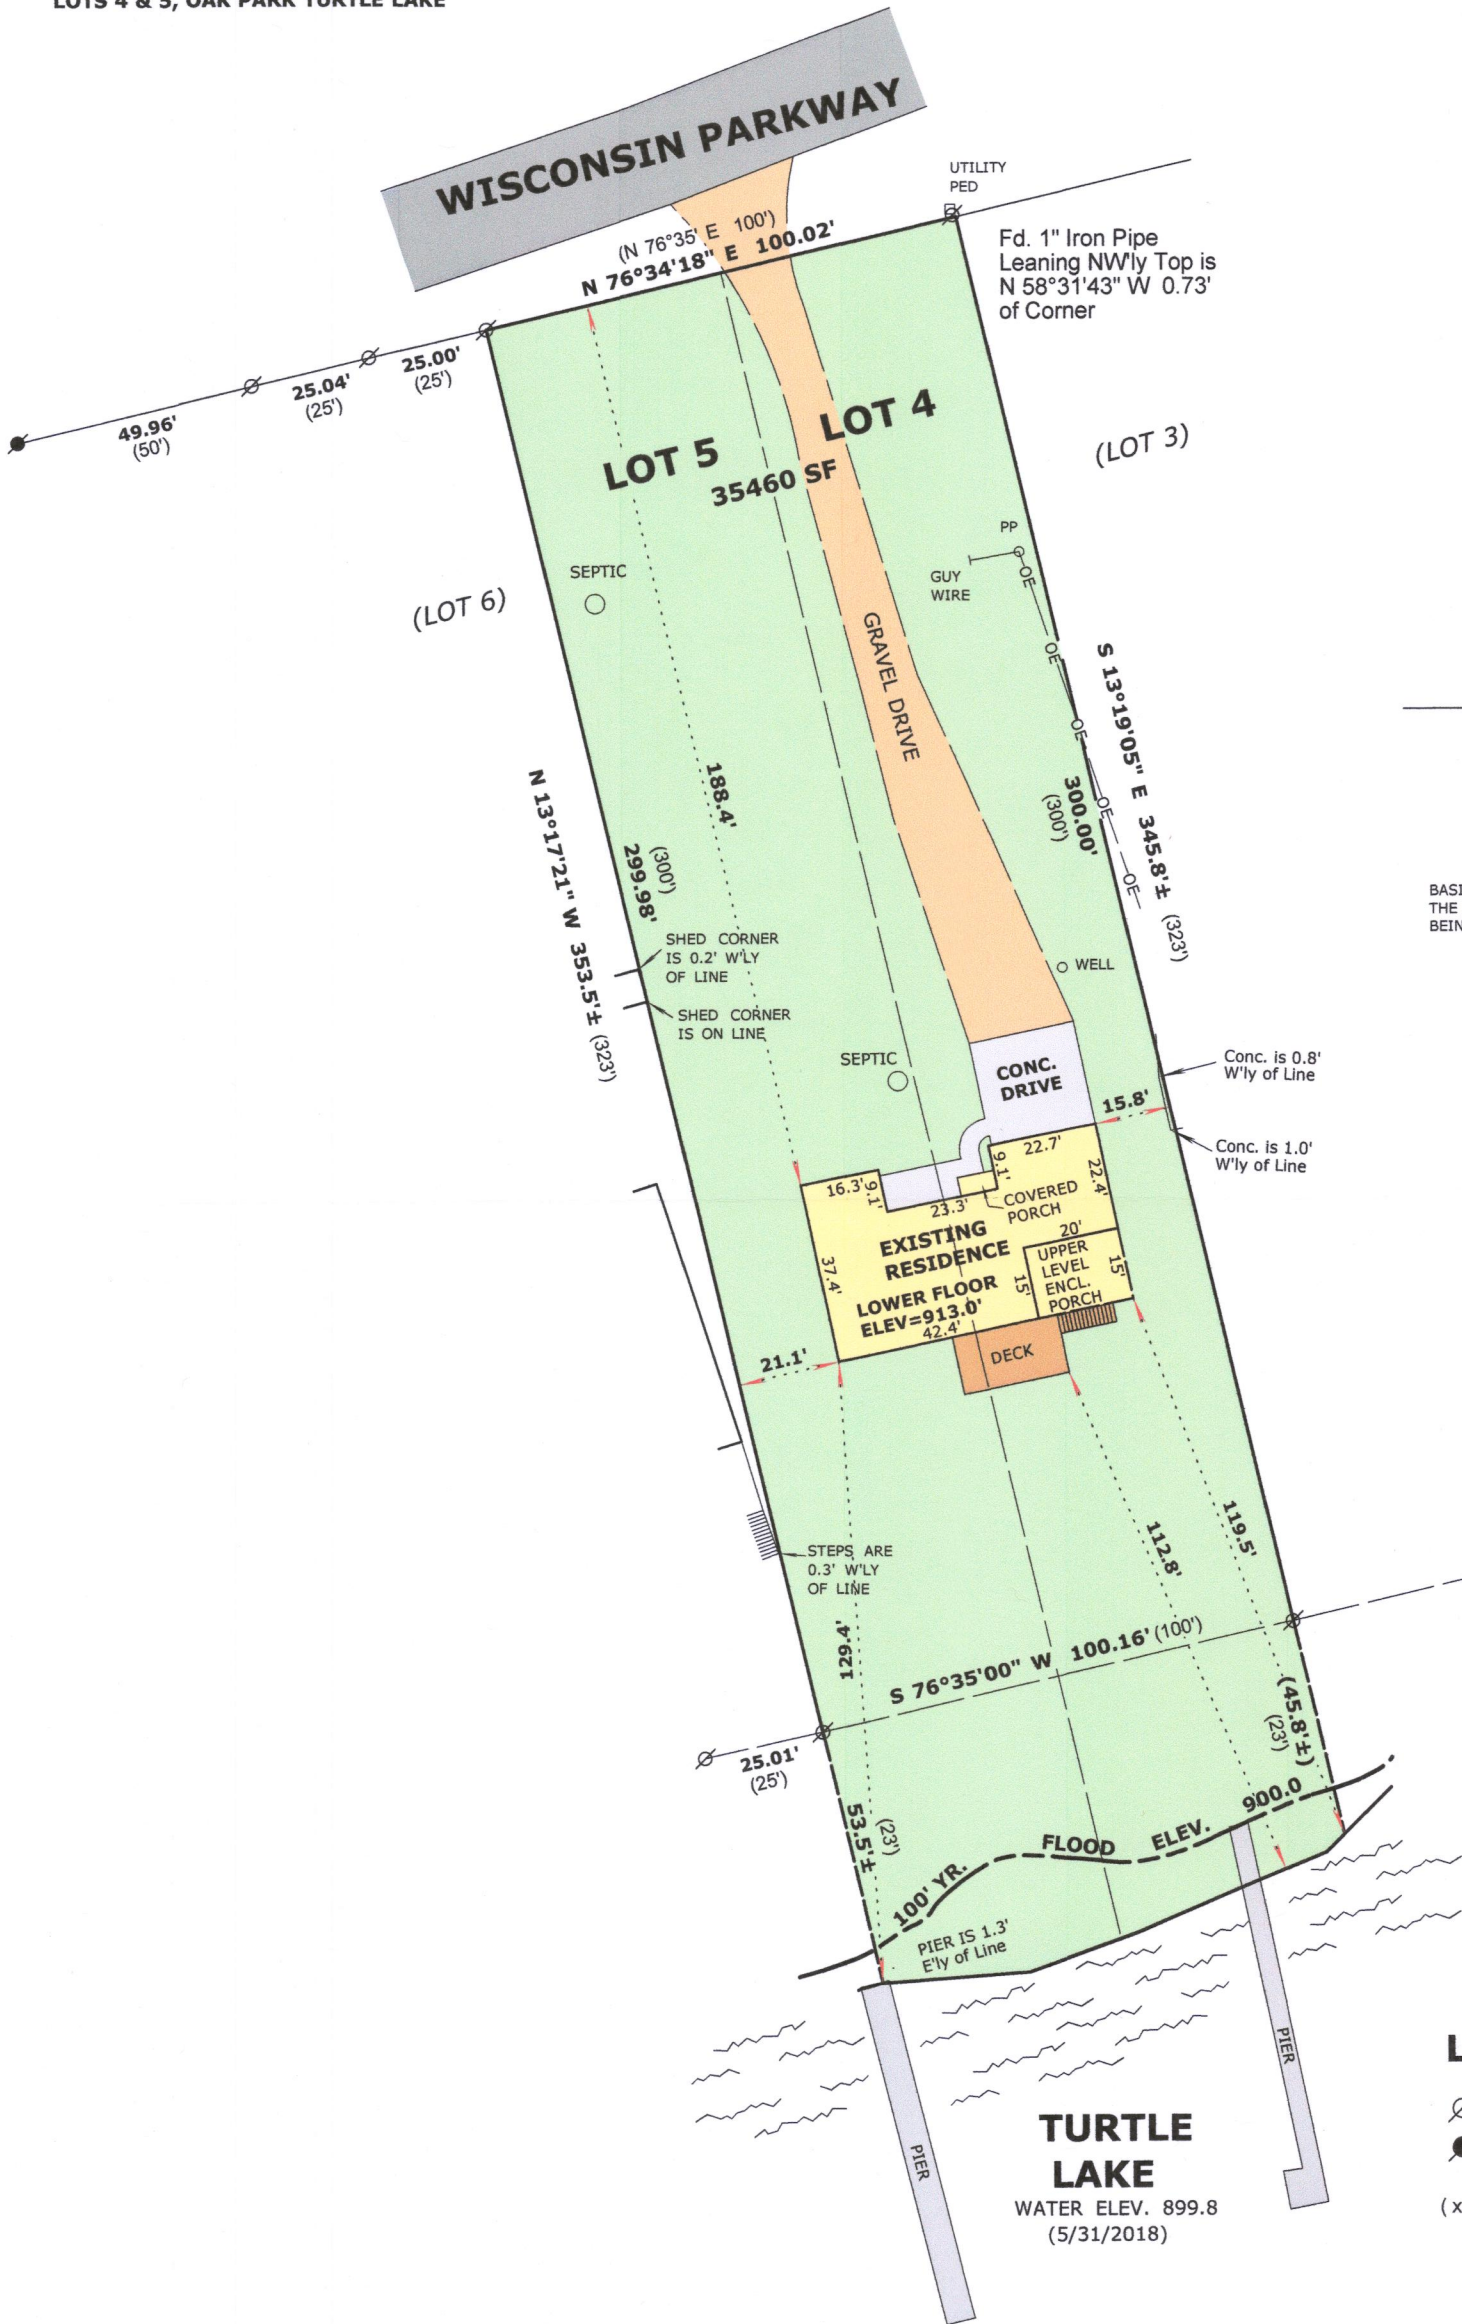 LOTS 4 & 5, OAK PARK TURTLE LAKE
WISCONSIN PARKWAY
UTILITY
PED
(N 76°35' E 100')
N 76°34'18" E 100.02'
Fd. 1" Iron Pipe
Leaning NW'ly Top is
N 58°31'43" W 0.73'
of Corner
25.00'
(25')
25.04'
(25')
49.96'
(50')
LOT 4
LOT 5
35460 SF
(LOT 3)
PP
GUY
WIRE
OE
OE
OE
OE
OE
SEPTIC
(LOT 6)
GRAVEL DRIVE
S 13°19'05" E 345.8'± (323')
300.00'
(300')
188.4'
N 13°17'21" W 353.5'± (323')
(300')
299.98'
BASI
THE
BEIN
SHED CORNER
IS 0.2' W'LY
OF LINE
WELL
SHED CORNER
IS ON LINE
SEPTIC
CONC.
DRIVE
Conc. is 0.8'
W'ly of Line
15.8'
Conc. is 1.0'
W'ly of Line
22.7'
9.1'
22.4'
16.3'
9.1'
23.3'
COVERED
PORCH
20'
EXISTING
RESIDENCE
UPPER
LEVEL
ENCL.
PORCH
15'
15'
37.4'
LOWER FLOOR
ELEV=913.0'
42.4'
DECK
21.1'
119.5'
112.8'
STEPS ARE
0.3' W'LY
OF LINE
129.4'
S 76°35'00" W 100.16' (100')
(45.8'±)
(23')
25.01'
(25')
53.5'±
(23')
100' YR. FLOOD ELEV. 900.0
PIER IS 1.3'
E'ly of Line
PIER
PIER
L
TURTLE
LAKE
WATER ELEV. 899.8
(5/31/2018)
(x